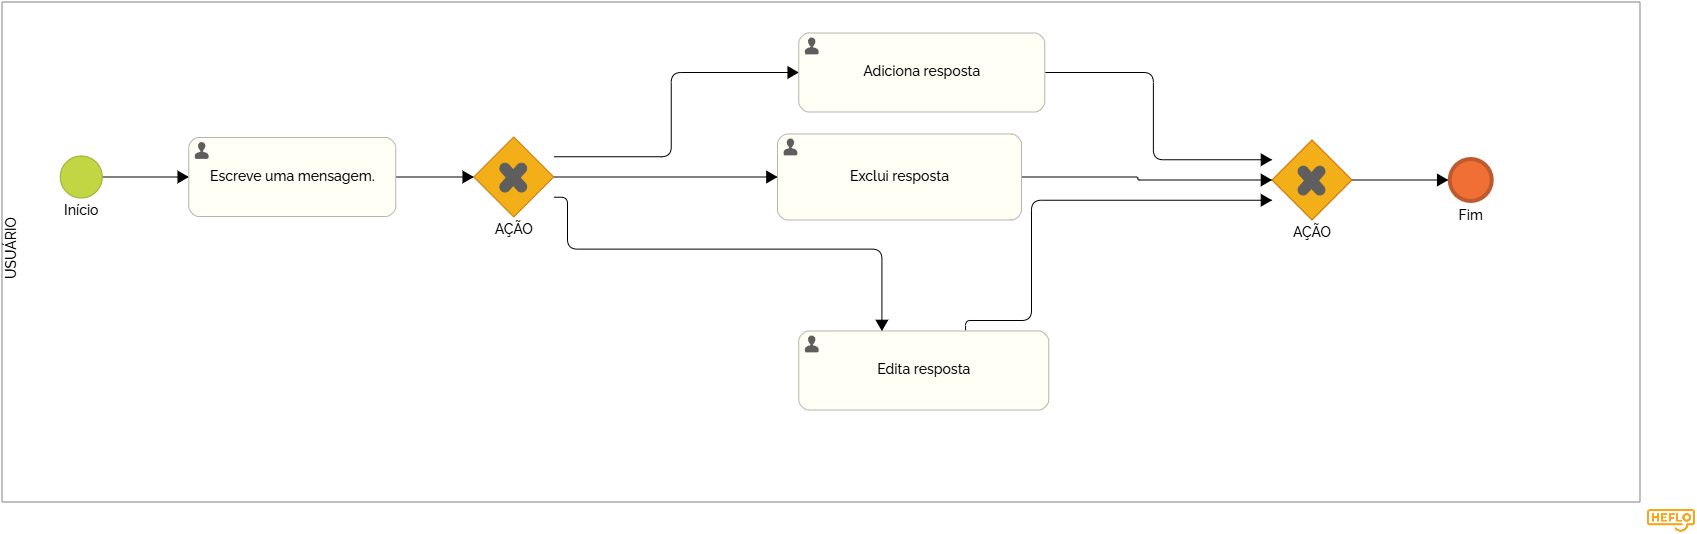 USUÁRIO
Início
Escreve uma mensagem.
AÇÃO
Adiciona resposta
Exclui resposta
Edita resposta
AÇÃO
Fim
HEFLO